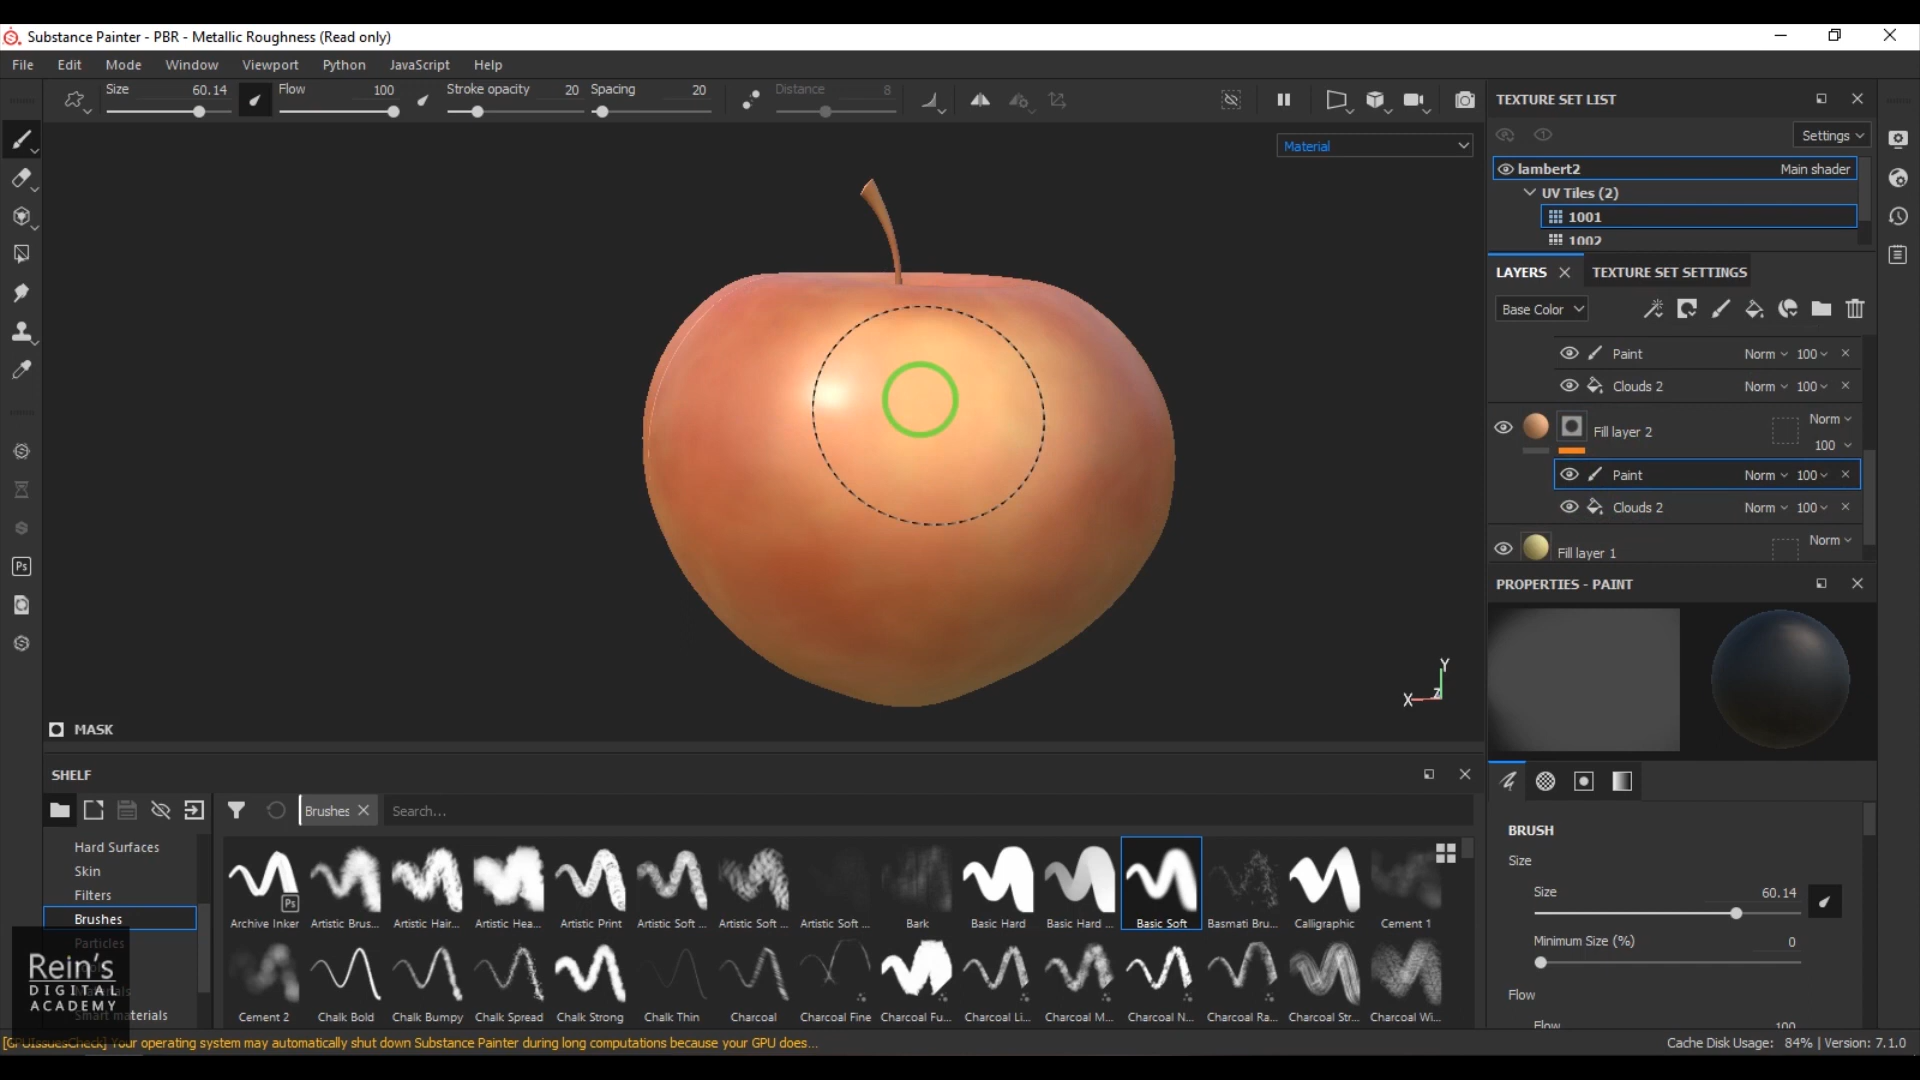 Substance Painter - PBR - Metallic Roughness (Read only)
File Edit Mode Window Viewport Python JavaScript Help
Size 60.14 Flow 100 Stroke opacity 20 Spacing 20 Distance 8
Material
TEXTURE SET LIST
Settings
lambert2 Main shader
UV Tiles (2)
1001
1002
LAYERS TEXTURE SET SETTINGS
Base Color
Paint Norm 100
Clouds 2 Norm 100
Fill layer 2 Norm 100
Paint Norm 100
Clouds 2 Norm 100
Fill layer 1 Norm
PROPERTIES - PAINT
BRUSH
Size
Size 60.14
Minimum Size (%) 0
Flow
Flow 100
Y
X Z
MASK
SHELF
Brushes Search...
Hard Surfaces
Skin
Filters
Brushes
Particles
Smart materials
Ps
Ps
Archive Inker Artistic Brus... Artistic Hair... Artistic Hea... Artistic Print Artistic Soft ... Artistic Soft ... Artistic Soft ... Bark Basic Hard Basic Hard ... Basic Soft Basmati Bru... Calligraphic Cement 1
Cement 2 Chalk Bold Chalk Bumpy Chalk Spread Chalk Strong Chalk Thin Charcoal Charcoal Fine Charcoal Fu... Charcoal Li... Charcoal M... Charcoal N... Charcoal Ra... Charcoal Str... Charcoal Wi...
Rein's
DIGITAL
ACADEMY
[GPUIssuesCheck] Your operating system may automatically shut down Substance Painter during long computations because your GPU does...
Cache Disk Usage: 84% | Version: 7.1.0